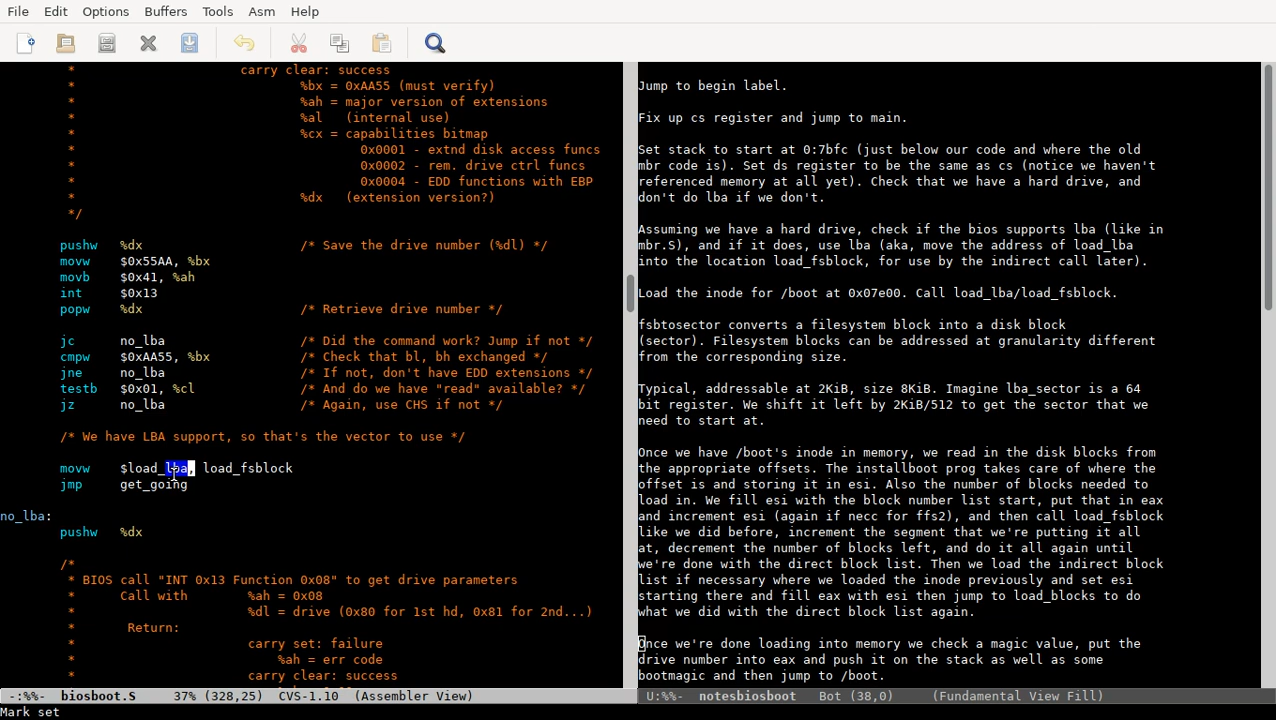 File Edit Options Buffers Tools Asm Help
* carry clear: success
* %bx = 0xAA55 (must verify)
* %ah = major version of extensions
* %al (internal use)
* %cx = capabilities bitmap
* 0x0001 - extnd disk access funcs
* 0x0002 - rem. drive ctrl funcs
* 0x0004 - EDD functions with EBP
* %dx (extension version?)
*/
pushw %dx /* Save the drive number (%dl) */
movw $0x55AA, %bx
movb $0x41, %ah
int $0x13
popw %dx /* Retrieve drive number */
jc no_lba /* Did the command work? Jump if not */
cmpw $0xAA55, %bx /* Check that bl, bh exchanged */
jne no_lba /* If not, don't have EDD extensions */
testb $0x01, %cl /* And do we have "read" available? */
jz no_lba /* Again, use CHS if not */
/* We have LBA support, so that's the vector to use */
movw $load_lba, load_fsblock
jmp get_going
no_lba:
pushw %dx
/*
* BIOS call "INT 0x13 Function 0x08" to get drive parameters
* Call with %ah = 0x08
* %dl = drive (0x80 for 1st hd, 0x81 for 2nd...)
* Return:
* carry set: failure
* %ah = err code
* carry clear: success
-:%%- biosboot.S 37% (328,25) CVS-1.10 (Assembler View)
Jump to begin label.
Fix up cs register and jump to main.
Set stack to start at 0:7bfc (just below our code and where the old
mbr code is). Set ds register to be the same as cs (notice we haven't
referenced memory at all yet). Check that we have a hard drive, and
don't do lba if we don't.
Assuming we have a hard drive, check if the bios supports lba (like in
mbr.S), and if it does, use lba (aka, move the address of load_lba
into the location load_fsblock, for use by the indirect call later).
Load the inode for /boot at 0x07e00. Call load_lba/load_fsblock.
fsbtosector converts a filesystem block into a disk block
(sector). Filesystem blocks can be addressed at granularity different
from the corresponding size.
Typical, addressable at 2KiB, size 8KiB. Imagine lba_sector is a 64
bit register. We shift it left by 2KiB/512 to get the sector that we
need to start at.
Once we have /boot's inode in memory, we read in the disk blocks from
the appropriate offsets. The installboot prog takes care of where the
offset is and storing it in esi. Also the number of blocks needed to
load in. We fill esi with the block number list start, put that in eax
and increment esi (again if necc for ffs2), and then call load_fsblock
like we did before, increment the segment that we're putting it all
at, decrement the number of blocks left, and do it all again until
we're done with the direct block list. Then we load the indirect block
list if necessary where we loaded the inode previously and set esi
starting there and fill eax with esi then jump to load_blocks to do
what we did with the direct block list again.
Once we're done loading into memory we check a magic value, put the
drive number into eax and push it on the stack as well as some
bootmagic and then jump to /boot.
U:%%- notesbiosboot Bot (38,0) (Fundamental View Fill)
Mark set